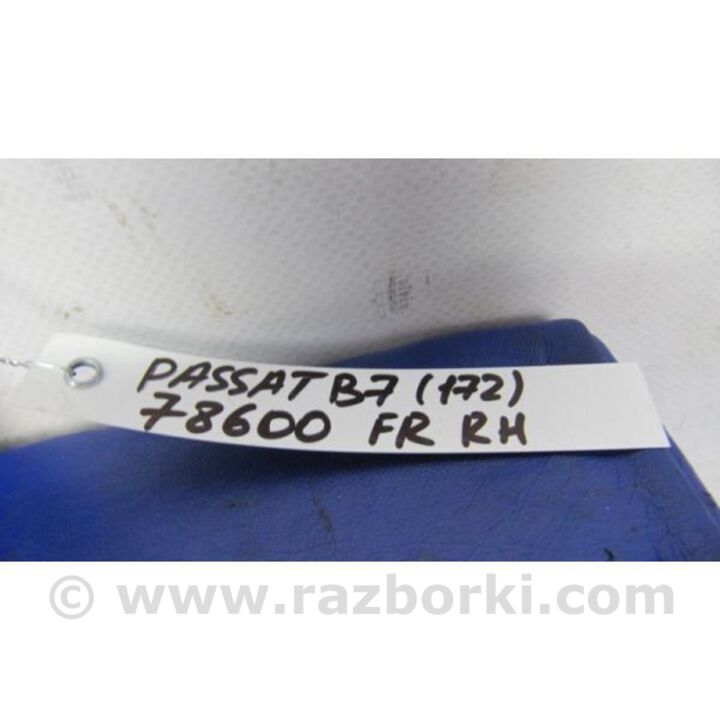 PASSAT B7 (172)
78600 FR RH
© www.razborki.com